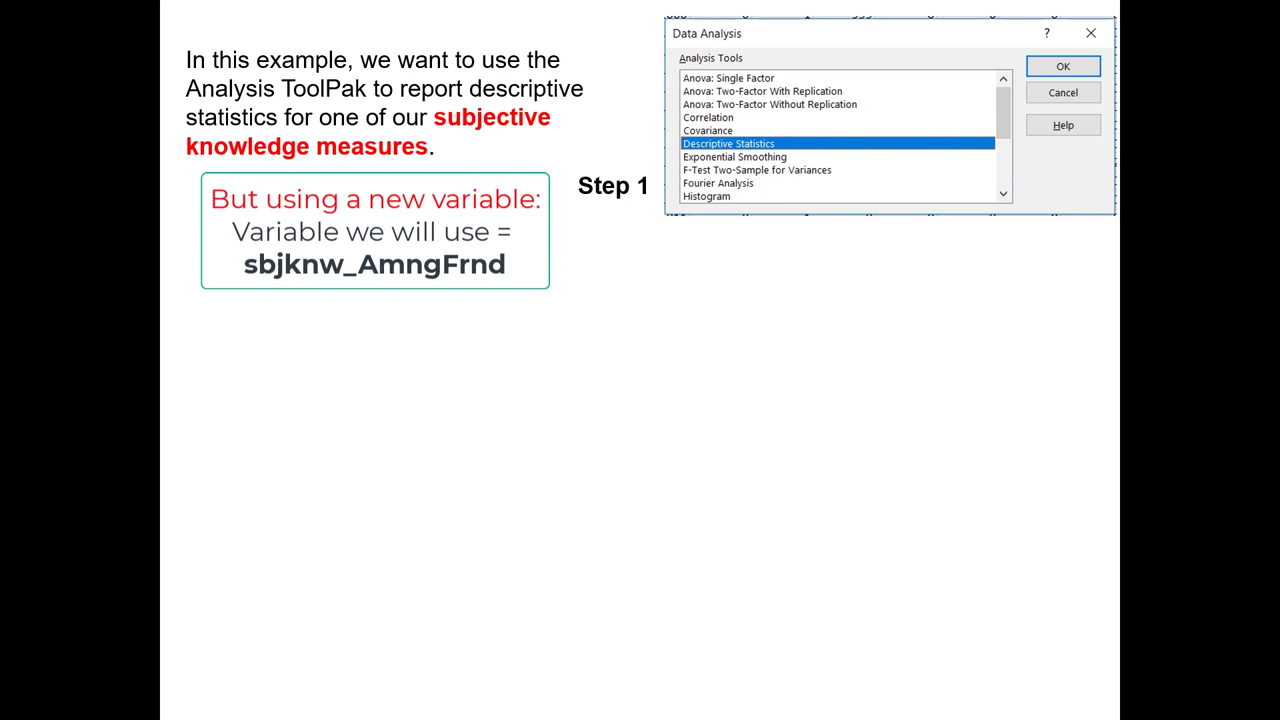 In this example, we want to use the
Analysis ToolPak to report descriptive
statistics for one of our subjective
knowledge measures.
But using a new variable:
Variable we will use =
sbjknw_AmngFrnd
Step 1
Data Analysis
?
Analysis Tools
Anova: Single Factor
Anova: Two-Factor With Replication
Anova: Two-Factor Without Replication
Correlation
Covariance
Descriptive Statistics
Exponential Smoothing
F-Test Two-Sample for Variances
Fourier Analysis
Histogram
OK
Cancel
Help